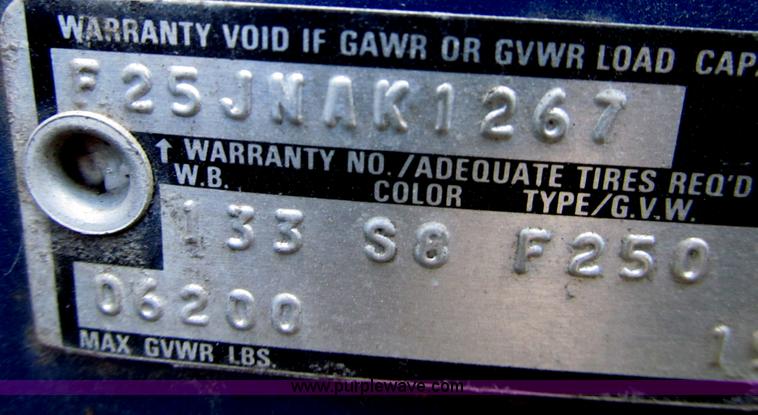 WARRANTY VOID IF GAWR OR GVWR LOAD CAP
F25JNAK1267
↑ WARRANTY NO./ADEQUATE TIRES REQ'D
W.B. COLOR TYPE/G.V.W.
133 S8 F250
06200
MAX GVWR LBS.
www.purplewave.com